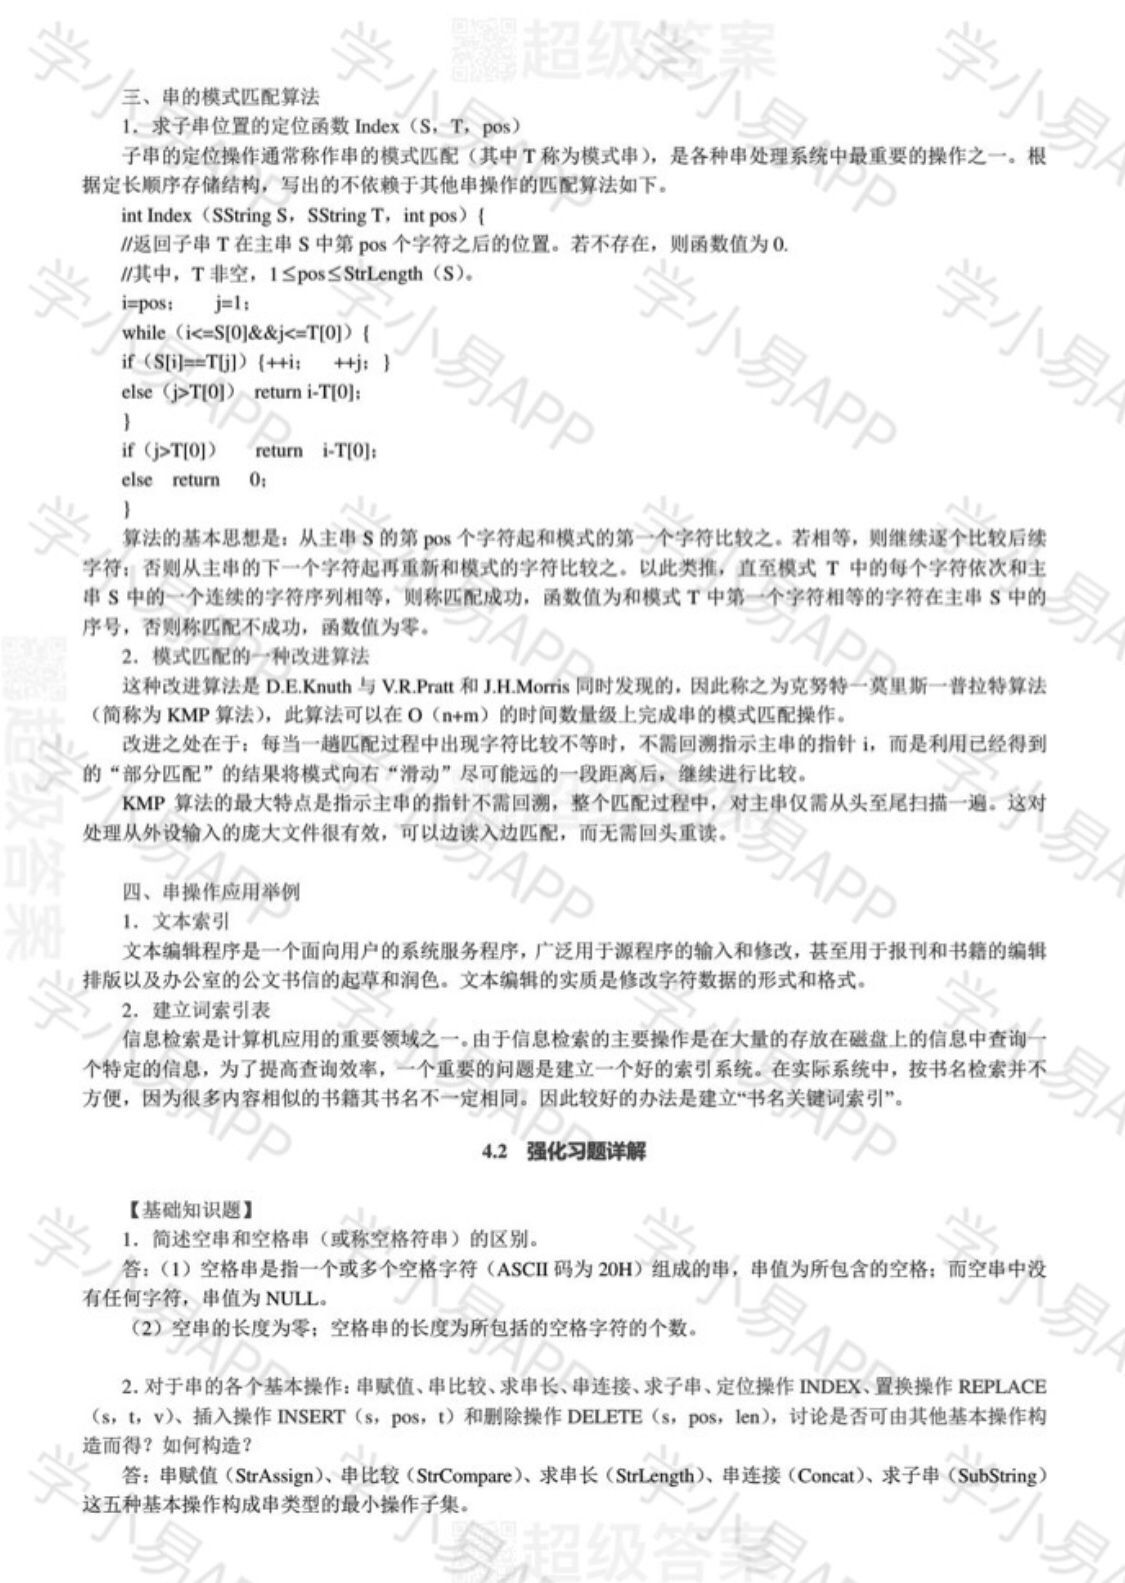 超级答案
三、串的模式匹配算法
1．求子串位置的定位函数 Index（S，T，pos）
子串的定位操作通常称作串的模式匹配（其中 T 称为模式串），是各种串处理系统中最重要的操作之一。根
据定长顺序存储结构，写出的不依赖于其他串操作的匹配算法如下。
int Index（SString S，SString T，int pos）{
//返回子串 T 在主串 S 中第 pos 个字符之后的位置。若不存在，则函数值为 0.
//其中，T 非空，1≤pos≤StrLength（S）。
i=pos； j=1；
while（i<=S[0]&&j<=T[0]）{
if（S[i]==T[j]）{++i； ++j；}
else（j>T[0]） return i-T[0]；
}
if（j>T[0]） return i-T[0]；
else return 0；
}
算法的基本思想是：从主串 S 的第 pos 个字符起和模式的第一个字符比较之。若相等，则继续逐个比较后续
字符；否则从主串的下一个字符起再重新和模式的字符比较之。以此类推，直至模式 T 中的每个字符依次和主
串 S 中的一个连续的字符序列相等，则称匹配成功，函数值为和模式 T 中第一个字符相等的字符在主串 S 中的
序号，否则称匹配不成功，函数值为零。
2．模式匹配的一种改进算法
这种改进算法是 D.E.Knuth 与 V.R.Pratt 和 J.H.Morris 同时发现的，因此称之为克努特一莫里斯一普拉特算法
（简称为 KMP 算法），此算法可以在 O（n+m）的时间数量级上完成串的模式匹配操作。
改进之处在于：每当一趟匹配过程中出现字符比较不等时，不需回溯指示主串的指针 i，而是利用已经得到
的“部分匹配”的结果将模式向右“滑动”尽可能远的一段距离后，继续进行比较。
KMP 算法的最大特点是指示主串的指针不需回溯，整个匹配过程中，对主串仅需从头至尾扫描一遍。这对
处理从外设输入的庞大文件很有效，可以边读入边匹配，而无需回头重读。
四、串操作应用举例
1．文本索引
文本编辑程序是一个面向用户的系统服务程序，广泛用于源程序的输入和修改，甚至用于报刊和书籍的编辑
排版以及办公室的公文书信的起草和润色。文本编辑的实质是修改字符数据的形式和格式。
2．建立词索引表
信息检索是计算机应用的重要领域之一。由于信息检索的主要操作是在大量的存放在磁盘上的信息中查询一
个特定的信息，为了提高查询效率，一个重要的问题是建立一个好的索引系统。在实际系统中，按书名检索并不
方便，因为很多内容相似的书籍其书名不一定相同。因此较好的办法是建立“书名关键词索引”。
4.2 强化习题详解
【基础知识题】
1．简述空串和空格串（或称空格符串）的区别。
答：（1）空格串是指一个或多个空格字符（ASCII 码为 20H）组成的串，串值为所包含的空格；而空串中没
有任何字符，串值为 NULL。
（2）空串的长度为零；空格串的长度为所包括的空格字符的个数。
2．对于串的各个基本操作：串赋值、串比较、求串长、串连接、求子串、定位操作 INDEX、置换操作 REPLACE
（s，t，v）、插入操作 INSERT（s，pos，t）和删除操作 DELETE（s，pos，len），讨论是否可由其他基本操作构
造而得？如何构造？
答：串赋值（StrAssign）、串比较（StrCompare）、求串长（StrLength）、串连接（Concat）、求子串（SubString）
这五种基本操作构成串类型的最小操作子集。
超级答案
超级答案
学小易APP